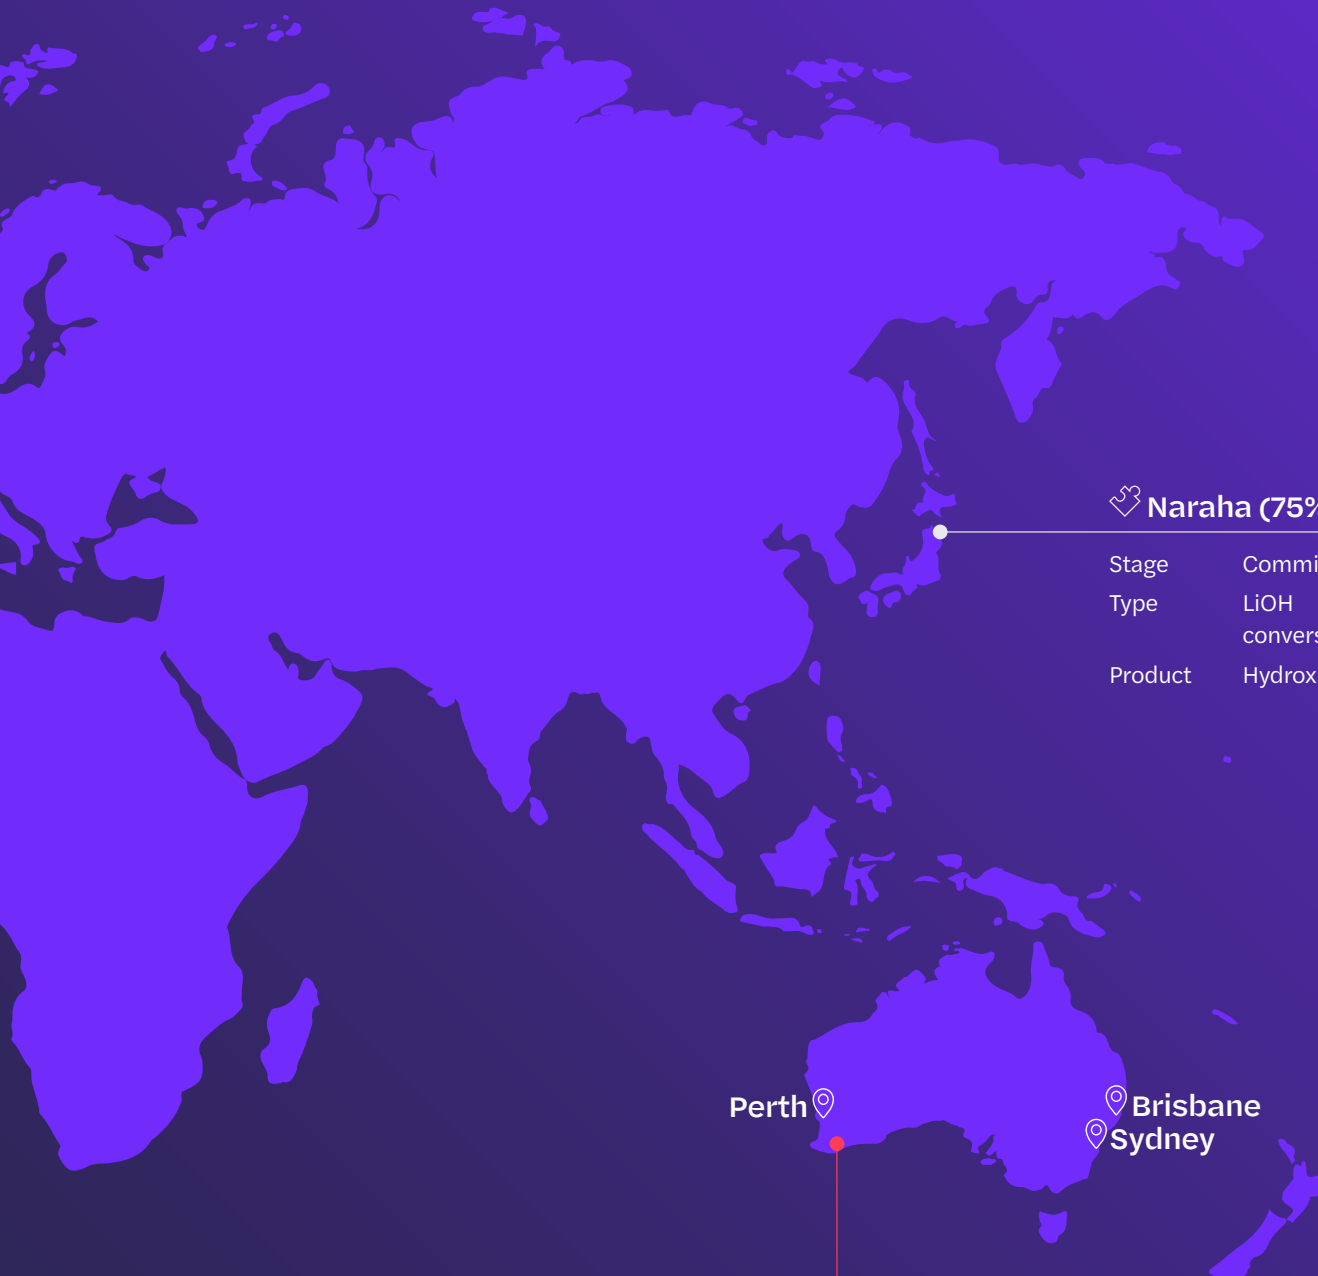 Naraha (75%
Stage Commi
Type LiOH
convers
Product Hydrox
Perth
Brisbane
Sydney